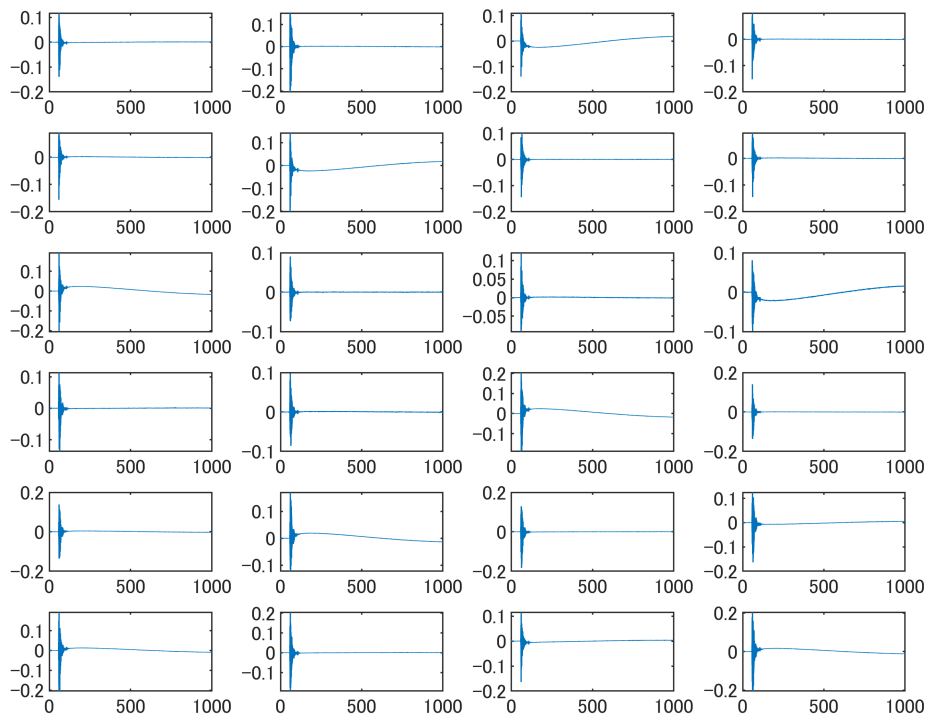 0.1 0.1 0.1 0.1
0 0 0 0
−0.1 −0.1 −0.1 −0.1
−0.2 −0.2 −0.2 −0.2
0 500 1000 0 500 1000 0 500 1000 0 500 1000
0 0.1 0.1 0.1
−0.1 0 0 0
−0.2 −0.1 −0.1 −0.1
−0.2 −0.2 −0.2
0 500 1000 0 500 1000 0 500 1000 0 500 1000
0.1 0.1 0.1 0.1
0 0 0.05 0
−0.1 −0.1 0 −0.1
−0.2 −0.05
0 500 1000 0 500 1000 0 500 1000 0 500 1000
0.1 0.1 0.2 0.2
0 0 0.1 0
−0.1 −0.1 0 −0.2
−0.1
0 500 1000 0 500 1000 0 500 1000 0 500 1000
0.2 0.1 0.2 0.1
0 0 0 0
−0.2 −0.1 −0.2 −0.1
−0.2
0 500 1000 0 500 1000 0 500 1000 0 500 1000
0.1 0.2 0.1 0.2
0 0.1 0 0
−0.1 0 −0.1 −0.2
−0.2 −0.1 −0.2
0 500 1000 0 500 1000 0 500 1000 0 500 1000